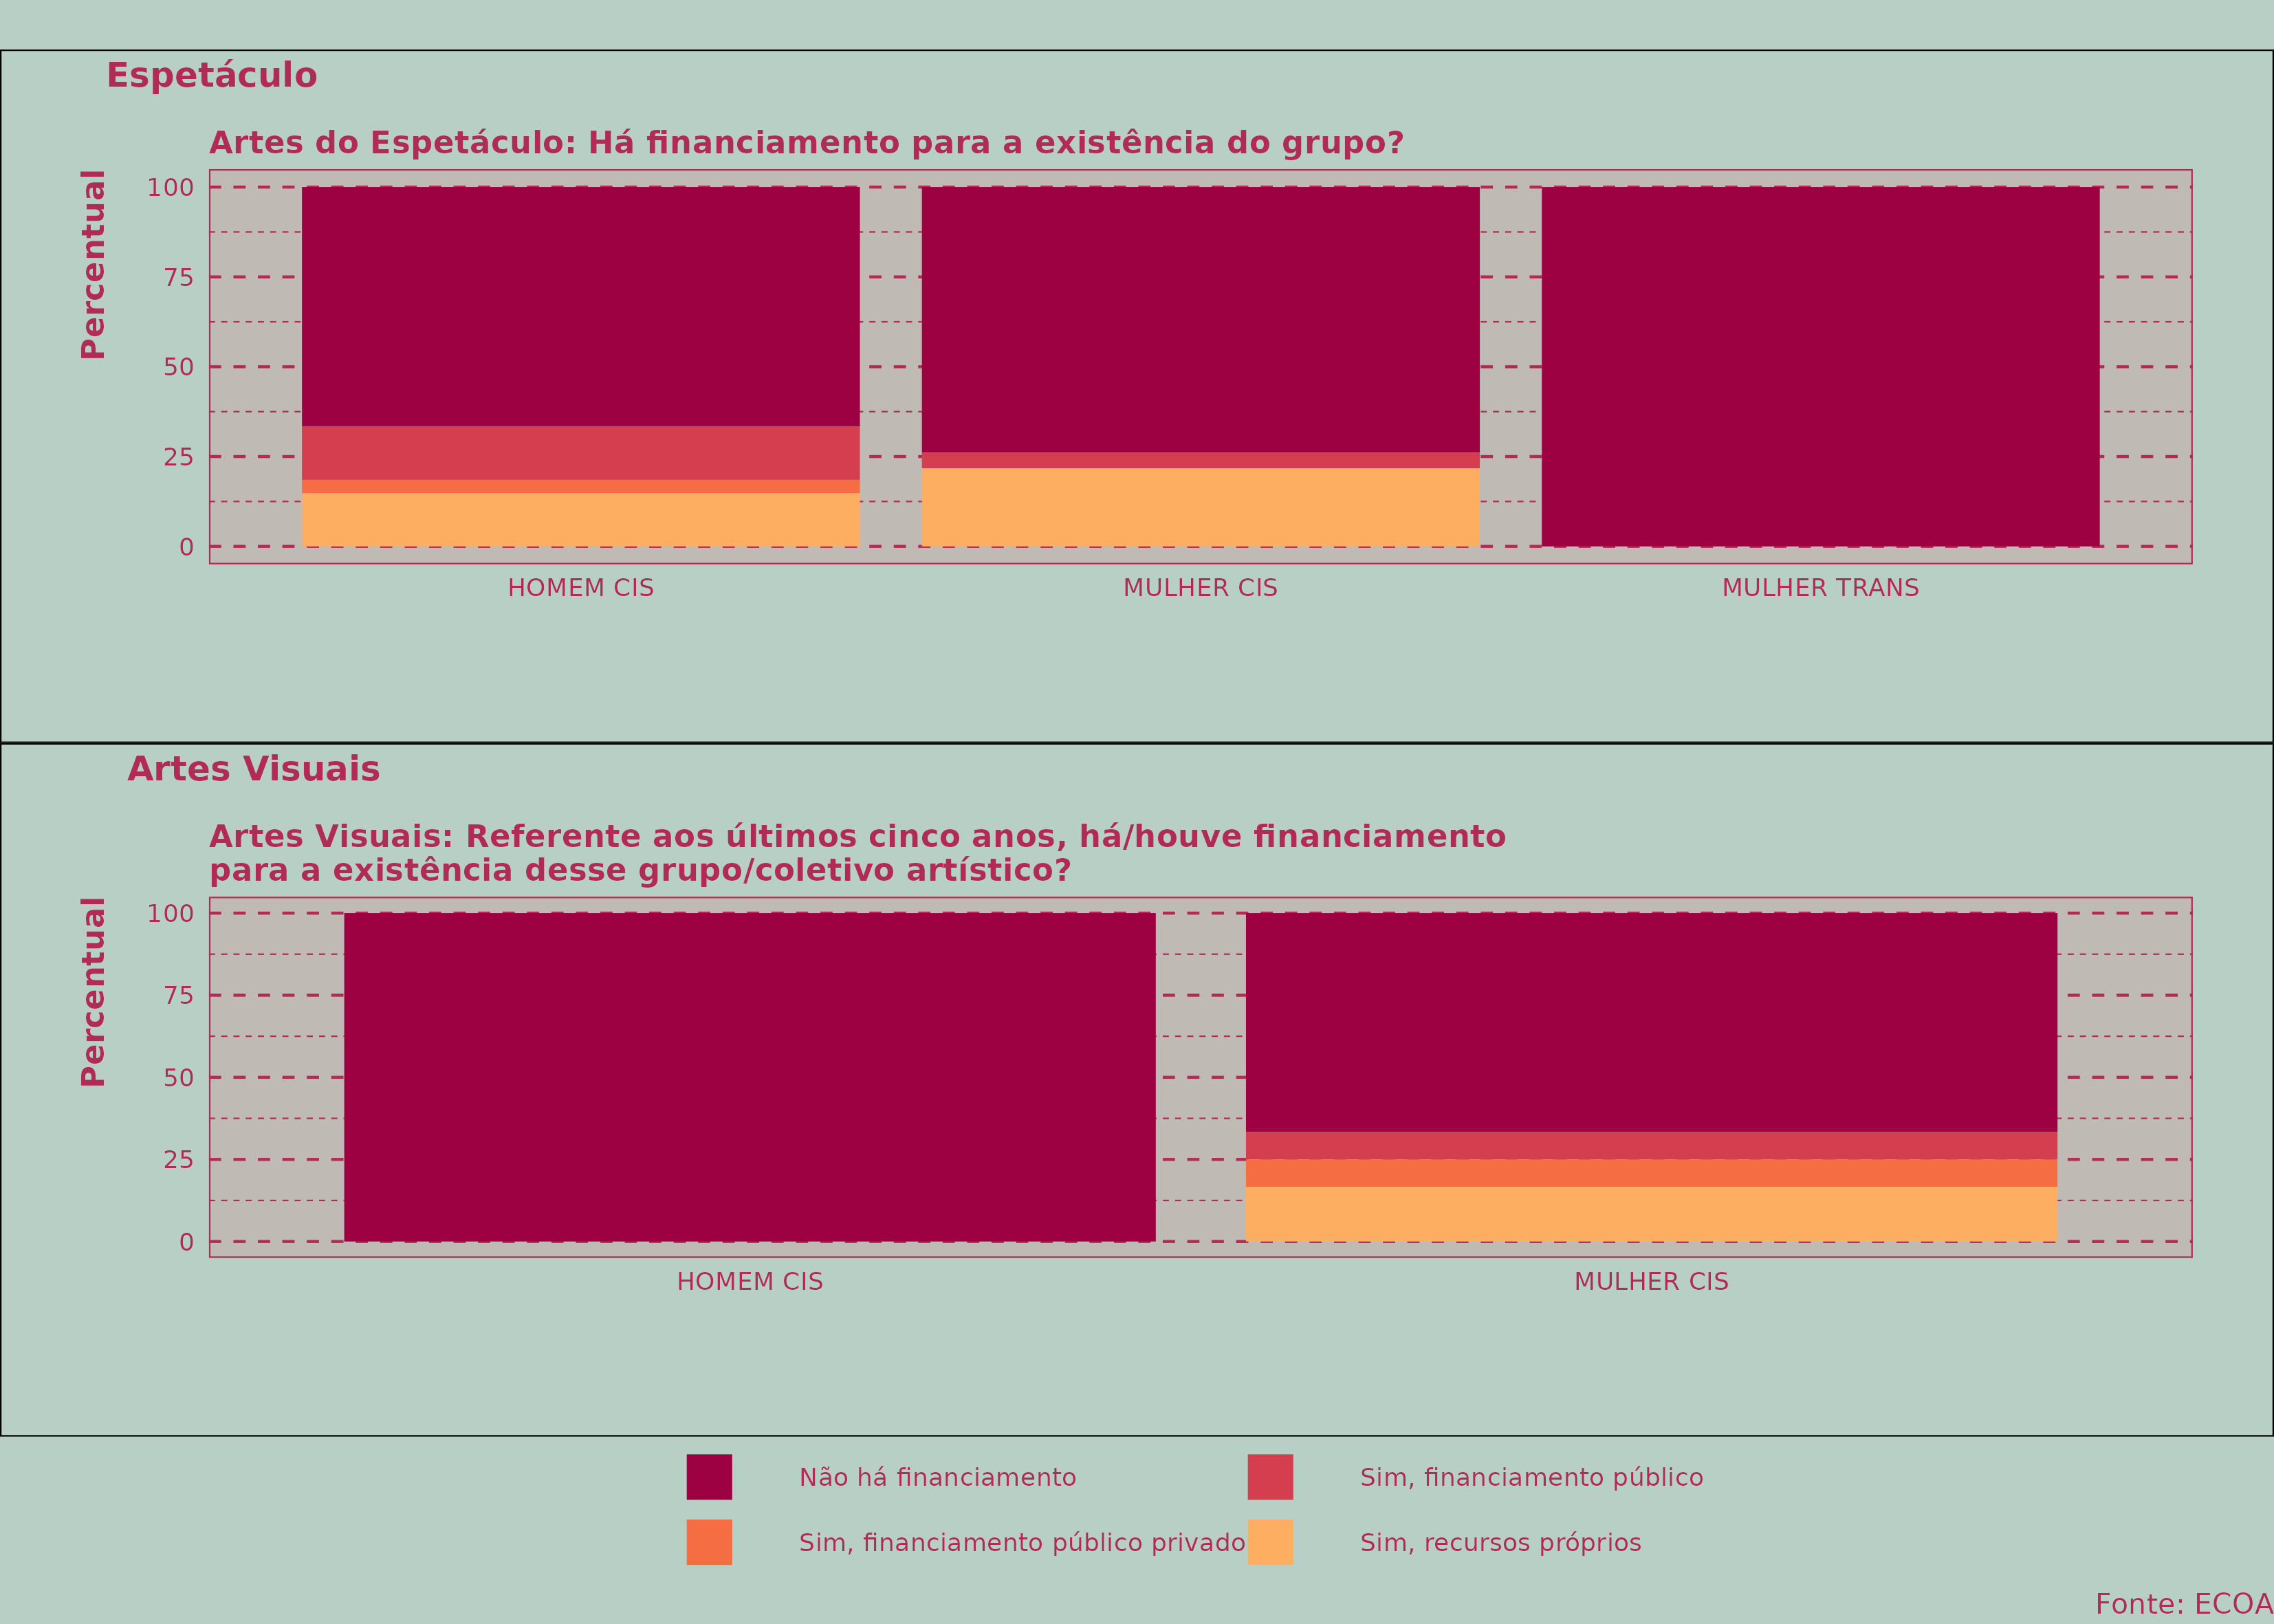 Espetáculo
Artes do Espetáculo: Há financiamento para a existência do grupo?
Percentual
100
75
50
25
0
HOMEM CIS
MULHER CIS
MULHER TRANS
Artes Visuais
Artes Visuais: Referente aos últimos cinco anos, há/houve financiamento
para a existência desse grupo/coletivo artístico?
Percentual
100
75
50
25
0
HOMEM CIS
MULHER CIS
Não há financiamento
Sim, financiamento público
Sim, financiamento público privado
Sim, recursos próprios
Fonte: ECOA